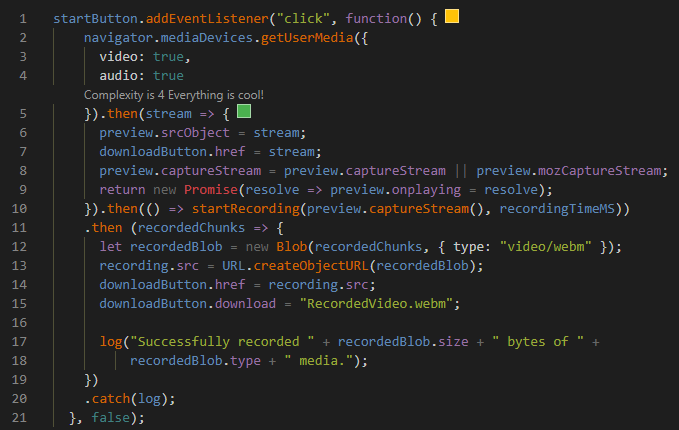 1 startButton.addEventListener("click", function() {
2 navigator.mediaDevices.getUserMedia({
3 video: true,
4 audio: true
Complexity is 4 Everything is cool!
5 }).then(stream => {
6 preview.srcObject = stream;
7 downloadButton.href = stream;
8 preview.captureStream = preview.captureStream || preview.mozCaptureStream;
9 return new Promise(resolve => preview.onplaying = resolve);
10 }).then(() => startRecording(preview.captureStream(), recordingTimeMS))
11 .then (recordedChunks => {
12 let recordedBlob = new Blob(recordedChunks, { type: "video/webm" });
13 recording.src = URL.createObjectURL(recordedBlob);
14 downloadButton.href = recording.src;
15 downloadButton.download = "RecordedVideo.webm";
16
17 log("Successfully recorded " + recordedBlob.size + " bytes of " +
18 recordedBlob.type + " media.");
19 })
20 .catch(log);
21 }, false);